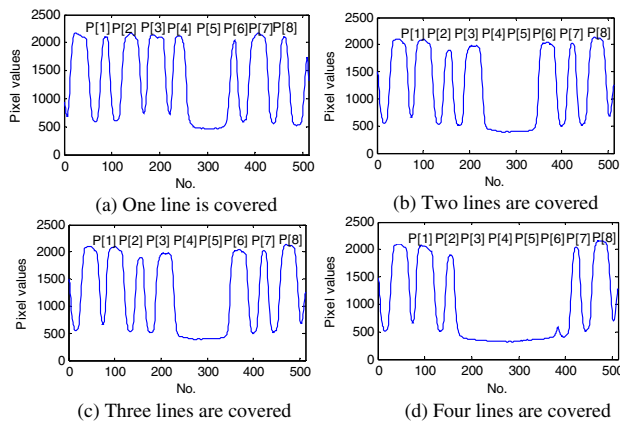 2500
P[1] P[2] P[3] P[4] P[5] P[6] P[7] P[8]
2000
1500
1000
500
0
0 100 200 300 400 500
Pixel values
No.
(a) One line is covered
2500
P[1] P[2] P[3] P[4] P[5] P[6] P[7] P[8]
2000
1500
1000
500
0
0 100 200 300 400 500
Pixel values
No.
(b) Two lines are covered
2500
P[1] P[2] P[3] P[4] P[5] P[6] P[7] P[8]
2000
1500
1000
500
0
0 100 200 300 400 500
Pixel values
No.
(c) Three lines are covered
2500
P[1] P[2] P[3] P[4] P[5] P[6] P[7] P[8]
2000
1500
1000
500
0
0 100 200 300 400 500
Pixel values
No.
(d) Four lines are covered